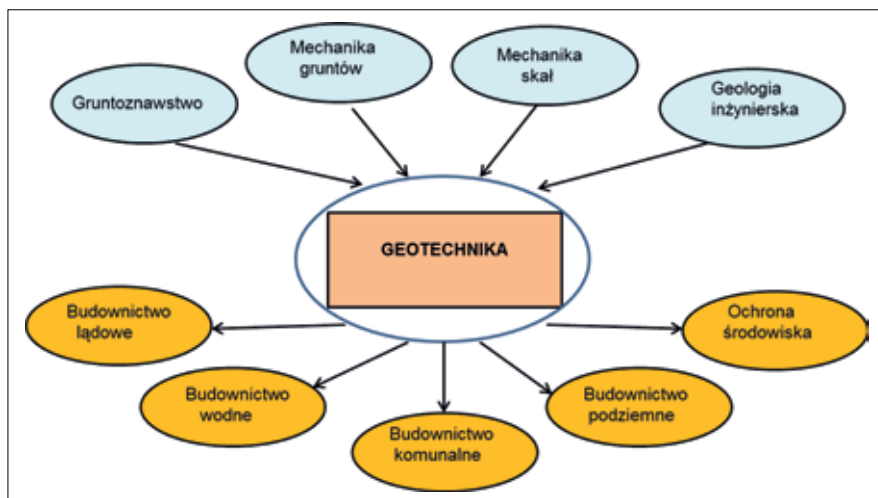 Gruntoznawstwo
Mechanika
gruntów
Mechanika
skał
Geologia
inżynierska
GEOTECHNIKA
Budownictwo
lądowe
Budownictwo
wodne
Budownictwo
komunalne
Budownictwo
podziemne
Ochrona
środowiska